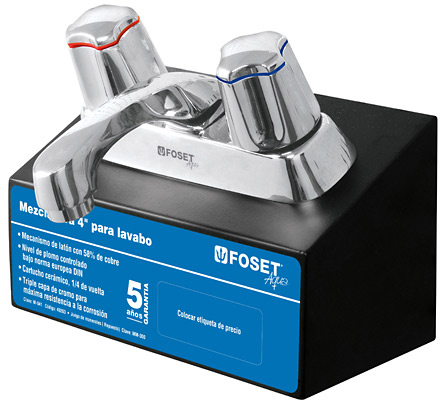 FOSET
Aqua
Mezcladora 4" para lavabo
• Mecanismo de latón con 58% de cobre
• Nivel de plomo controlado
bajo norma europea DIN
• Cartucho cerámico, 1/4 de vuelta
• Triple capa de cromo para
máxima resistencia a la corrosión
5
años
GARANTIA
FOSET
Aqua
Colocar etiqueta de precio